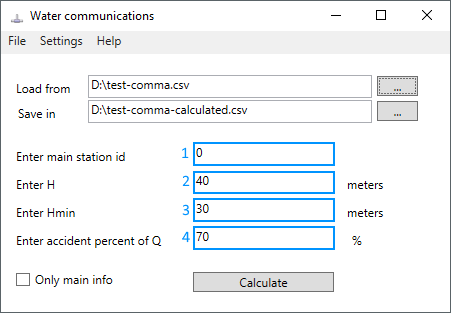 Water communications
File Settings Help
Load from D:\test-comma.csv ...
Save in D:\test-comma-calculated.csv ...
Enter main station id 1 0
Enter H 2 40 meters
Enter Hmin 3 30 meters
Enter accident percent of Q 4 70 %
Only main info Calculate